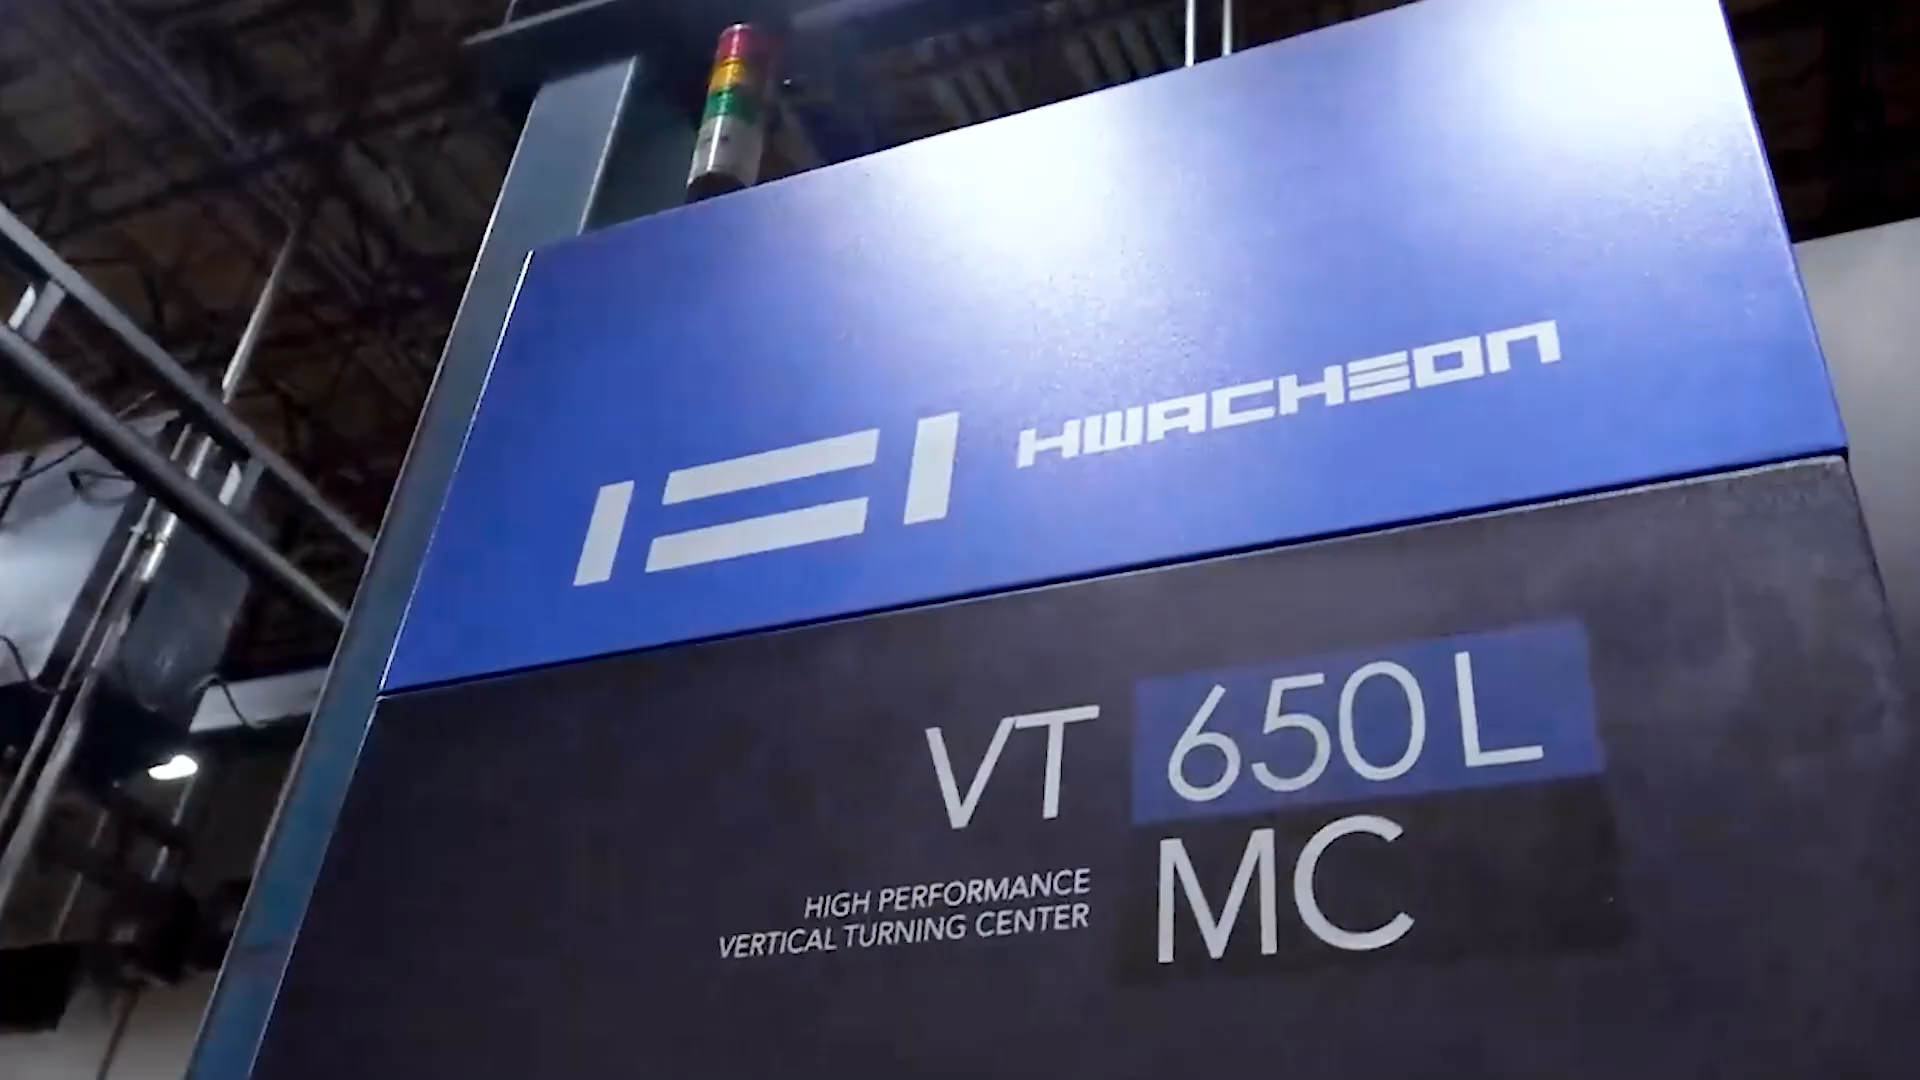 HWACHEON
VT 650L
MC
HIGH PERFORMANCE
VERTICAL TURNING CENTER